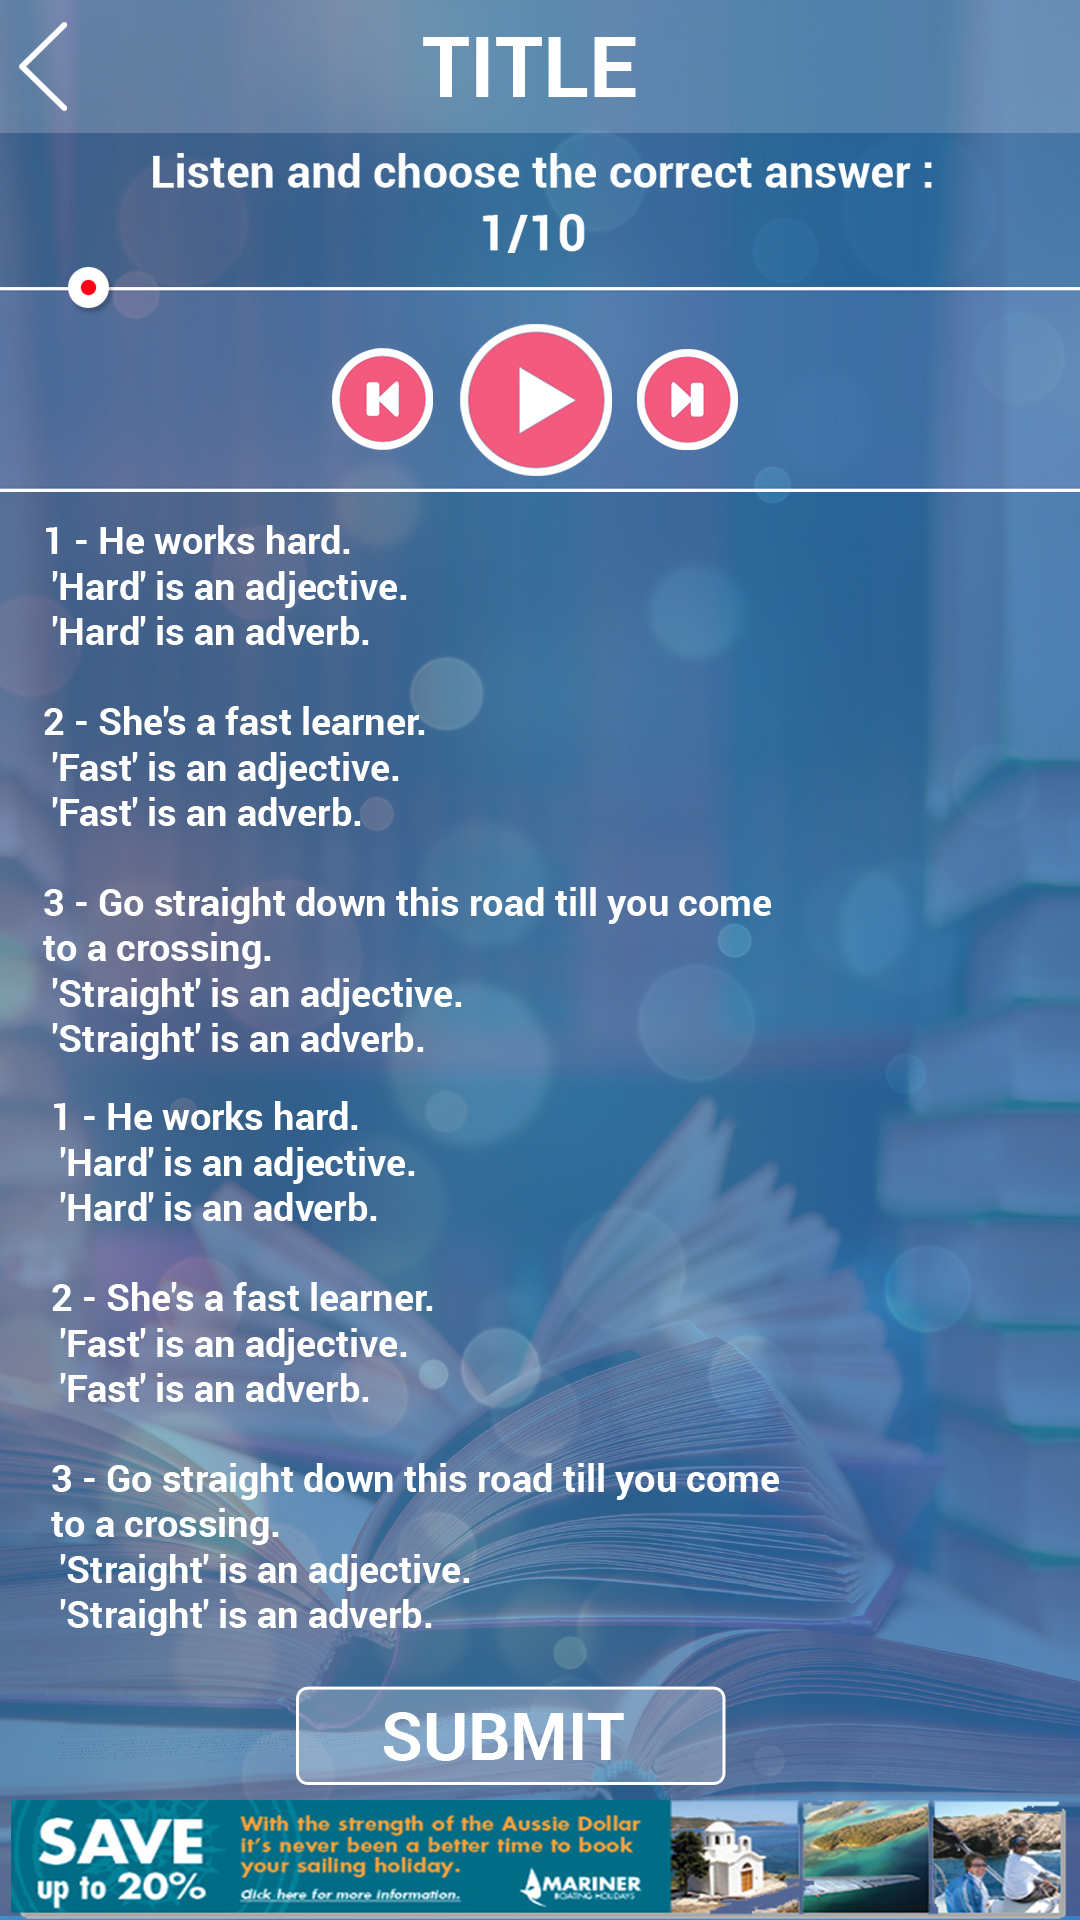 TITLE
Listen and choose the correct answer :
1/10
1 - He works hard.
'Hard' is an adjective.
'Hard' is an adverb.
2 - She's a fast learner.
'Fast' is an adjective.
'Fast' is an adverb.
3 - Go straight down this road till you come
to a crossing.
'Straight' is an adjective.
'Straight' is an adverb.
1 - He works hard.
'Hard' is an adjective.
'Hard' is an adverb.
2 - She's a fast learner.
'Fast' is an adjective.
'Fast' is an adverb.
3 - Go straight down this road till you come
to a crossing.
'Straight' is an adjective.
'Straight' is an adverb.
SUBMIT
SAVE
up to 20%
With the strength of the Aussie Dollar
it's never been a better time to book
your sailing holiday.
Click here for more information.
MARINER
BOATING HOLIDAYS